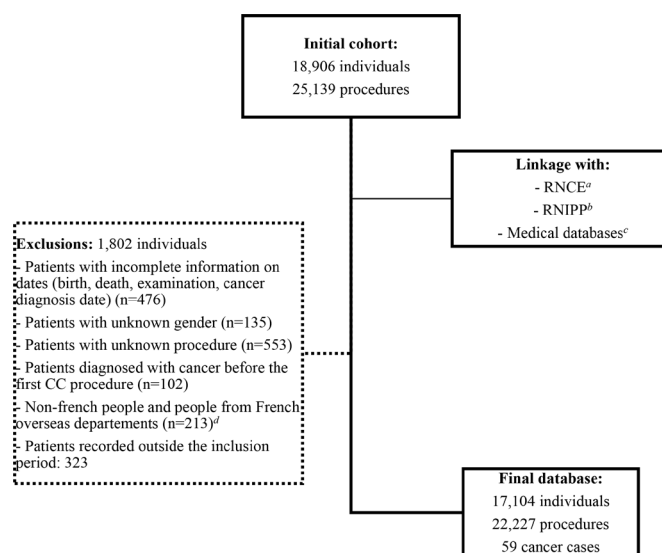 Initial cohort:
18,906 individuals
25,139 procedures
Linkage with:
- RNCEa
- RNIPPb
- Medical databasesc
Exclusions: 1,802 individuals
- Patients with incomplete information on
dates (birth, death, examination, cancer
diagnosis date) (n=476)
- Patients with unknown gender (n=135)
- Patients with unknown procedure (n=553)
- Patients diagnosed with cancer before the
first CC procedure (n=102)
- Non-french people and people from French
overseas departements (n=213)d
- Patients recorded outside the inclusion
period: 323
Final database:
17,104 individuals
22,227 procedures
59 cancer cases